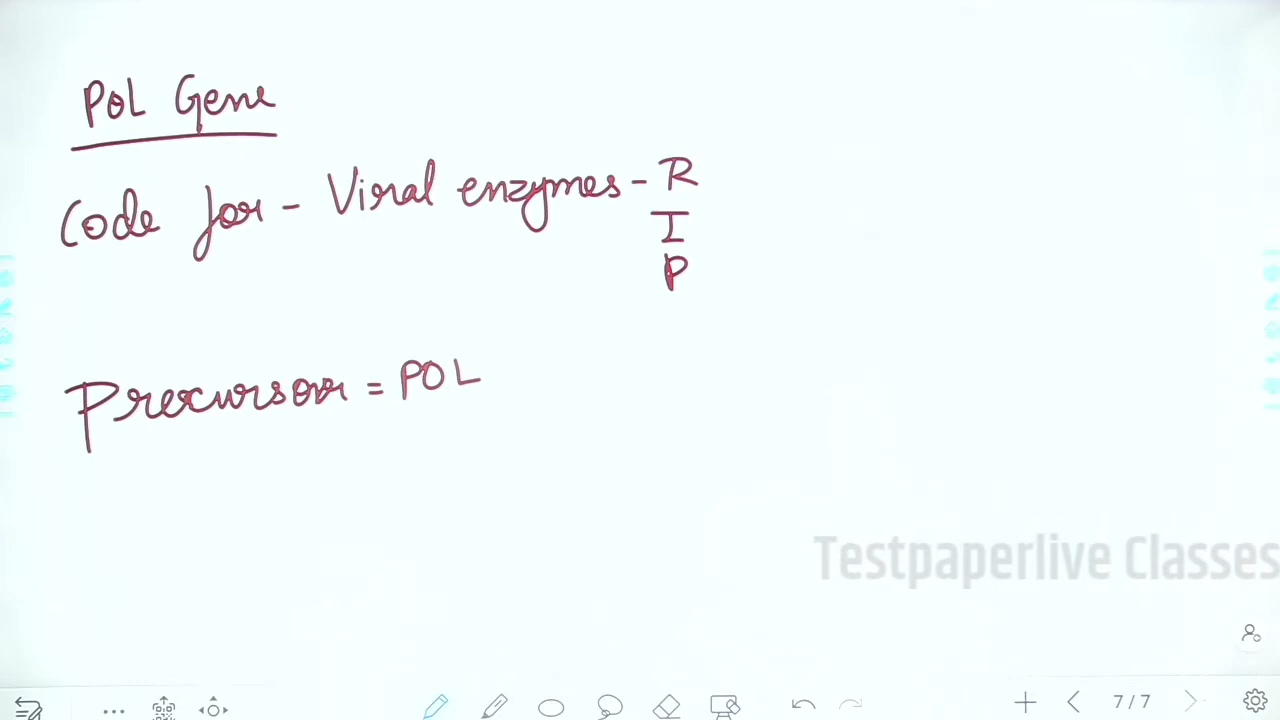 POL Gene
Code for - Viral enzymes - R
I
P
Precursor = POL
Testpaperlive Classes
7/7